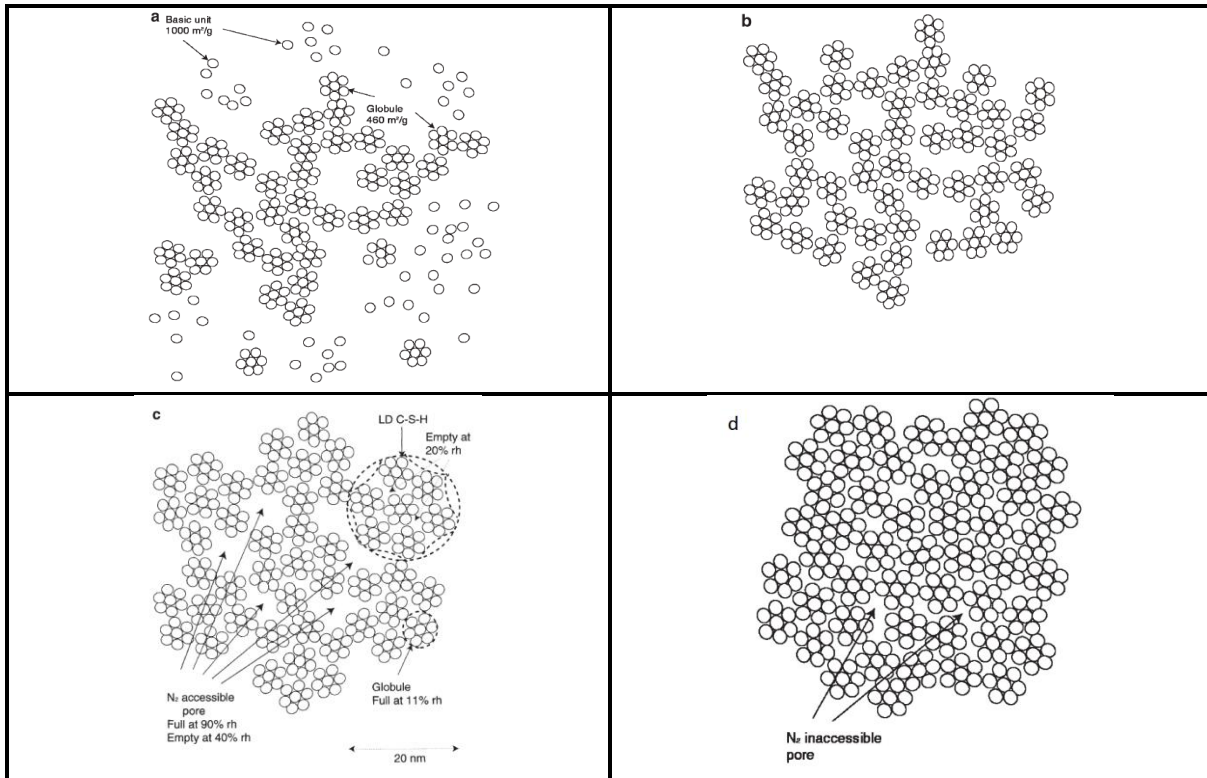 a
Basic unit
1000 m²/g
Globule
460 m²/g
b
c
LD C-S-H
Empty at
20% rh
N₂ accessible
pore
Full at 90% rh
Empty at 40% rh
Globule
Full at 11% rh
20 nm
d
N₂ inaccessible
pore